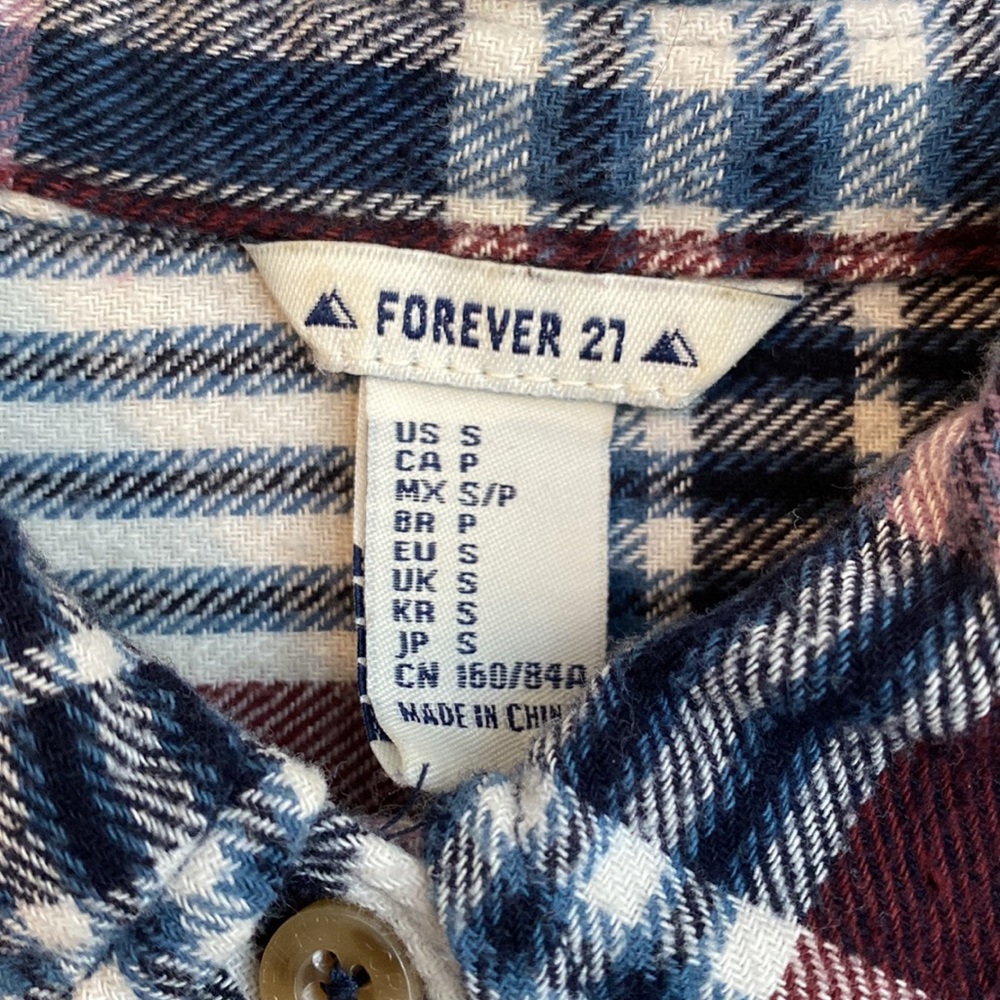 FOREVER 21
US S
CA P
MX S/P
BR P
EU S
UK S
KR S
JP S
CN 160/84A
MADE IN CHIN